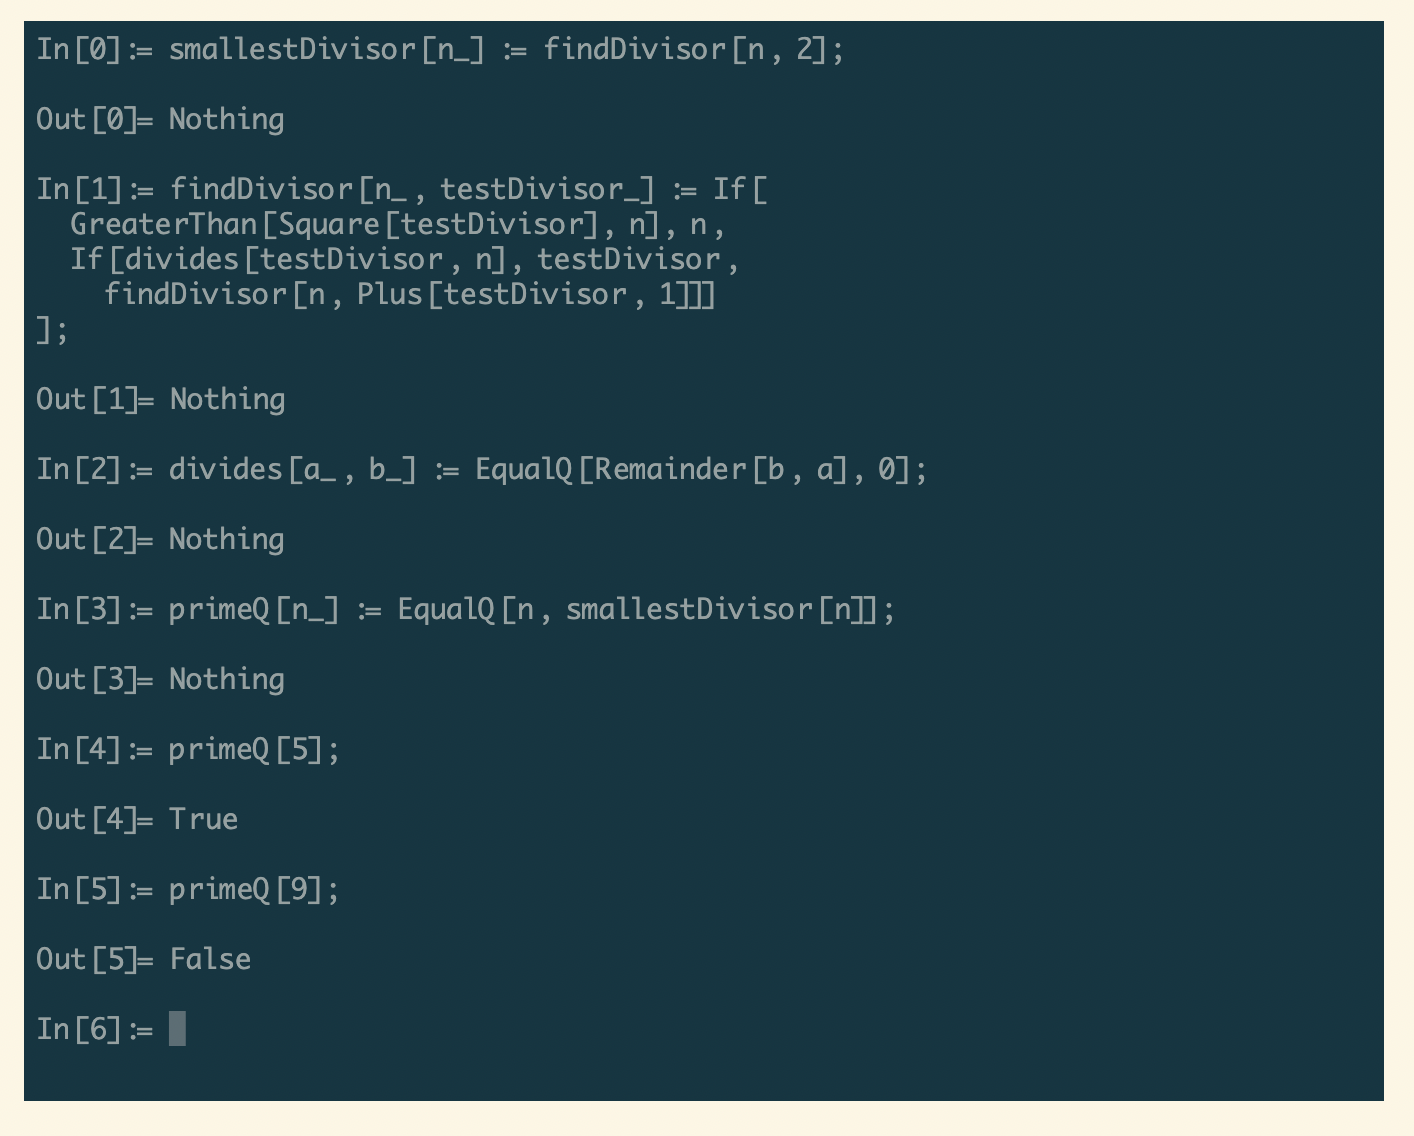 In[0]:= smallestDivisor[n_] := findDivisor[n, 2];
Out[0]= Nothing
In[1]:= findDivisor[n_, testDivisor_] := If[
GreaterThan[Square[testDivisor], n], n,
If[divides[testDivisor, n], testDivisor,
findDivisor[n, Plus[testDivisor, 1]]]
];
Out[1]= Nothing
In[2]:= divides[a_, b_] := EqualQ[Remainder[b, a], 0];
Out[2]= Nothing
In[3]:= primeQ[n_] := EqualQ[n, smallestDivisor[n]];
Out[3]= Nothing
In[4]:= primeQ[5];
Out[4]= True
In[5]:= primeQ[9];
Out[5]= False
In[6]:=